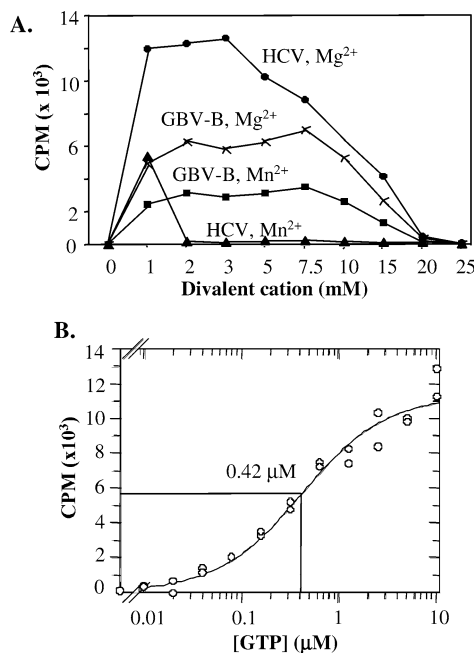 A.
CPM (x 10³)
14
12
8
6
4
2
0
HCV, Mg²⁺
GBV-B, Mg²⁺
GBV-B, Mn²⁺
HCV, Mn²⁺
0 1 2 3 5 7.5 10 15 20 25
Divalent cation (mM)
B.
CPM (x10³)
14
12
10
8
6
4
2
0
0.42 μM
0.01 0.1 1 10
[GTP] (μM)